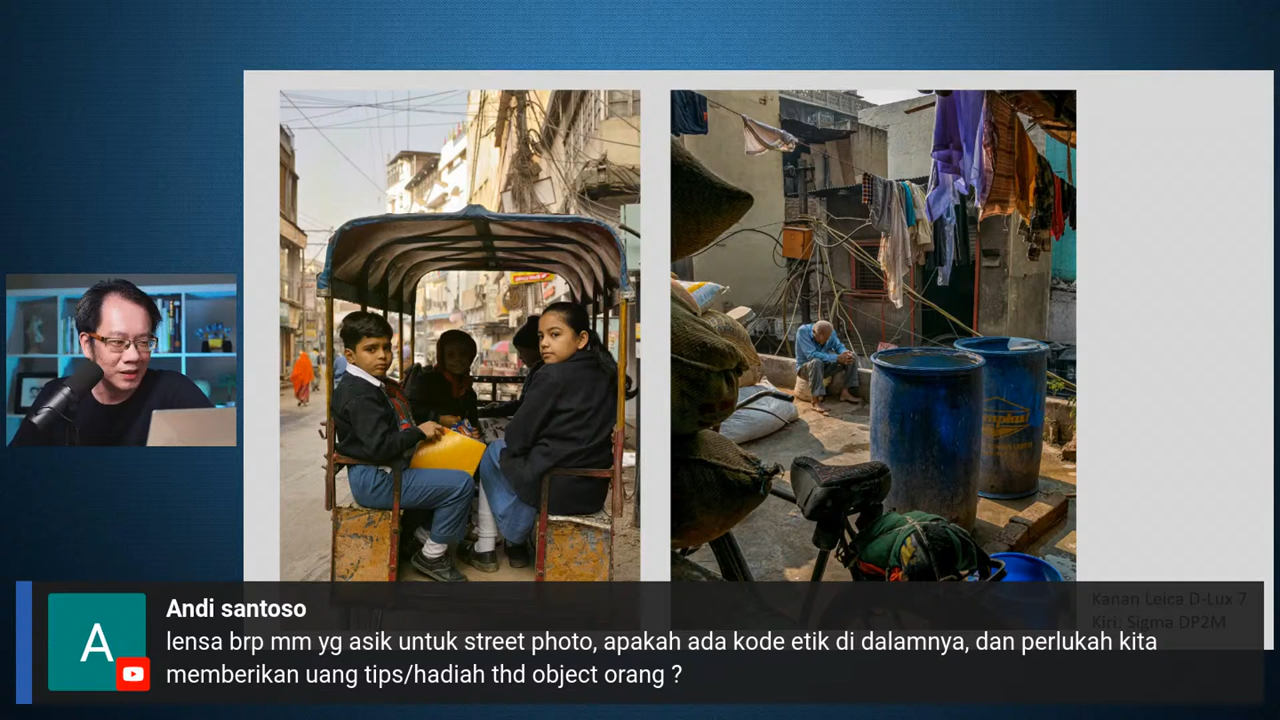 Kanan Leica D-Lux 7
Kiri: Sigma DP2M
A
Andi santoso
lensa brp mm yg asik untuk street photo, apakah ada kode etik di dalamnya, dan perlukah kita
memberikan uang tips/hadiah thd object orang ?